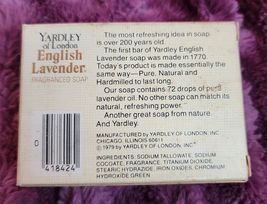 YARDLEY
of London
English
Lavender
FRAGRANCED SOAP
The most refreshing idea in soap
is over 200 years old.
The first bar of Yardley English
Lavender soap was made in 1770.
Today's product is made essentially the
same way—Pure, Natural and
Hardmilled to last long.
Our soap contains 72 drops of pure
lavender oil. No other soap can match its
natural, refreshing power.
Another great soap from nature.
And Yardley.
MANUFACTURED BY YARDLEY OF LONDON, INC.
CHICAGO, ILLINOIS 60611
© 1979 BY YARDLEY OF LONDON, INC.
INGREDIENTS: SODIUM TALLOWATE, SODIUM
COCOATE, FRAGRANCE, TITANIUM DIOXIDE,
STEARIC HYDRAZIDE, IRON OXIDES, CHROMIUM
HYDROXIDE GREEN
0
418424